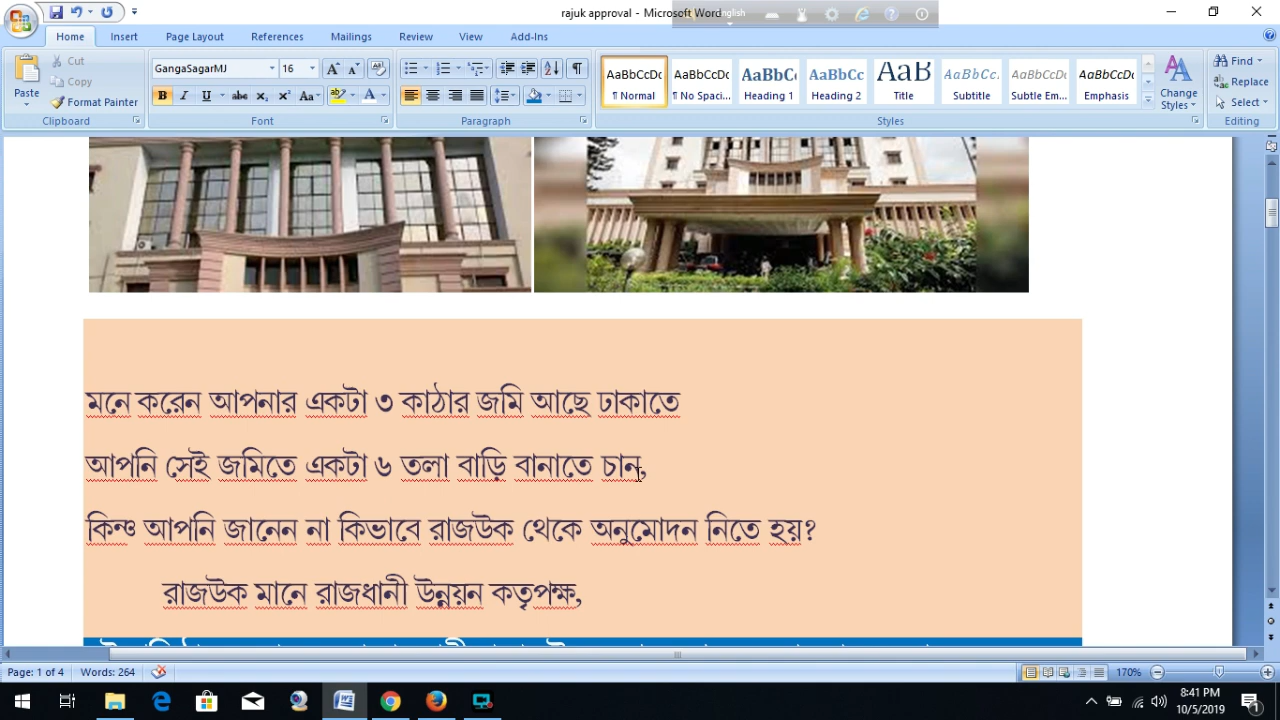 rajuk approval - Microsoft Word
English
Home Insert Page Layout References Mailings Review View Add-Ins
Paste
Cut
Copy
Format Painter
Clipboard
GangaSagarMJ 16
Font
Paragraph
AaBbCcDc AaBbCcDc AaBbC AaBbCc AaB AaBbCc. AaBbCcDc AaBbCcDc
¶ Normal ¶ No Spaci... Heading 1 Heading 2 Title Subtitle Subtle Em... Emphasis
Change Styles
Styles
Find
Replace
Select
Editing
মনে করেন আপনার একটা ৩ কাঠার জমি আছে ঢাকাতে
আপনি সেই জমিতে একটা ৬ তলা বাড়ি বানাতে চান,
কিন্তু আপনি জানেন না কিভাবে রাজউক থেকে অনুমোদন নিতে হয়?
রাজউক মানে রাজধানী উন্নয়ন কতৃপক্ষ,
Page: 1 of 4 Words: 264 170%
8:41 PM
10/5/2019